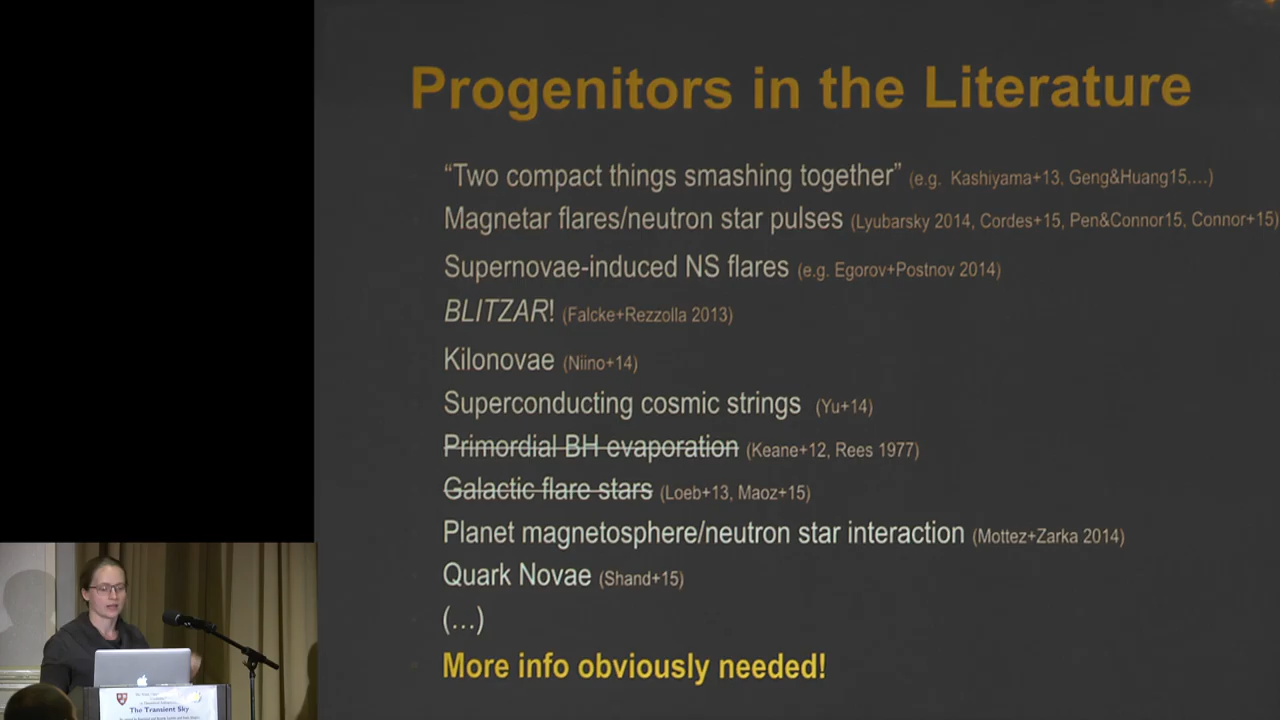 Progenitors in the Literature
“Two compact things smashing together” (e.g. Kashiyama+13, Geng&Huang15,...)
Magnetar flares/neutron star pulses (Lyubarsky 2014, Cordes+15, Pen&Connor15, Connor+15)
Supernovae-induced NS flares (e.g. Egorov+Postnov 2014)
BLITZAR! (Falcke+Rezzolla 2013)
Kilonovae (Niino+14)
Superconducting cosmic strings (Yu+14)
Primordial BH evaporation (Keane+12, Rees 1977)
Galactic flare stars (Loeb+13, Maoz+15)
Planet magnetosphere/neutron star interaction (Mottez+Zarka 2014)
Quark Novae (Shand+15)
(...)
More info obviously needed!
The Transient Sky